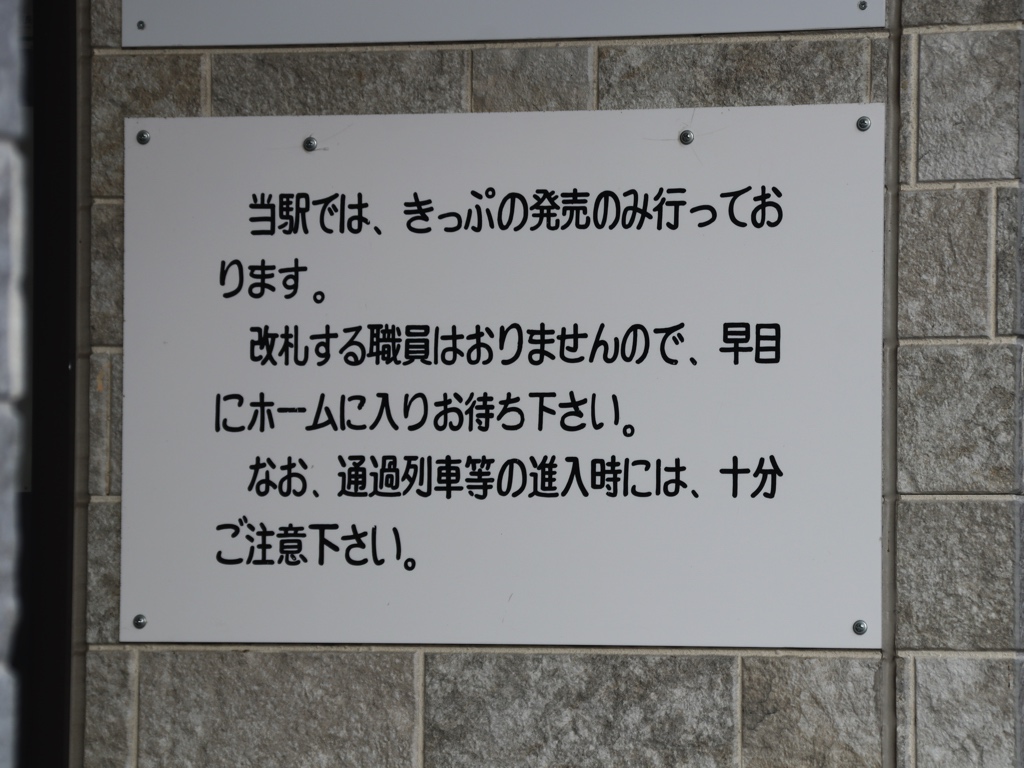 当駅では、きっぷの発売のみ行ってお
ります。
改札する職員はおりませんので、早目
にホームに入りお待ち下さい。
なお、通過列車等の進入時には、十分
ご注意下さい。